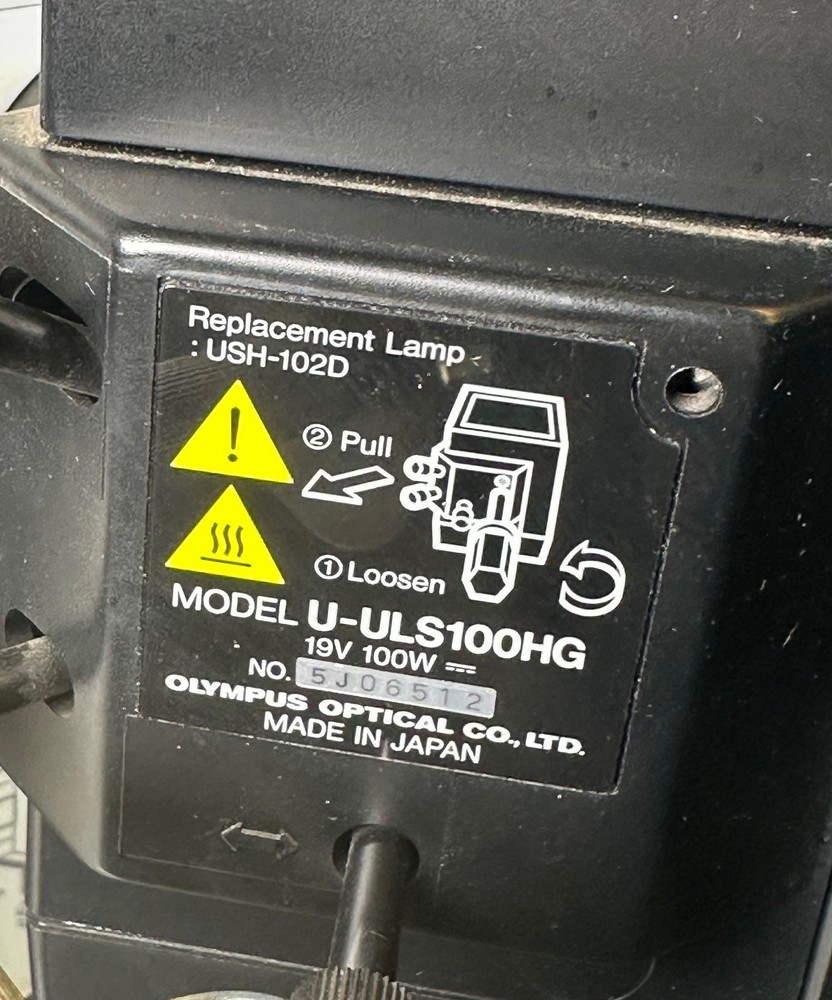 Replacement Lamp
: USH-102D
② Pull
① Loosen
MODEL U-ULS100HG
19V 100W ⎓
NO. 5J06512
OLYMPUS OPTICAL CO., LTD.
MADE IN JAPAN